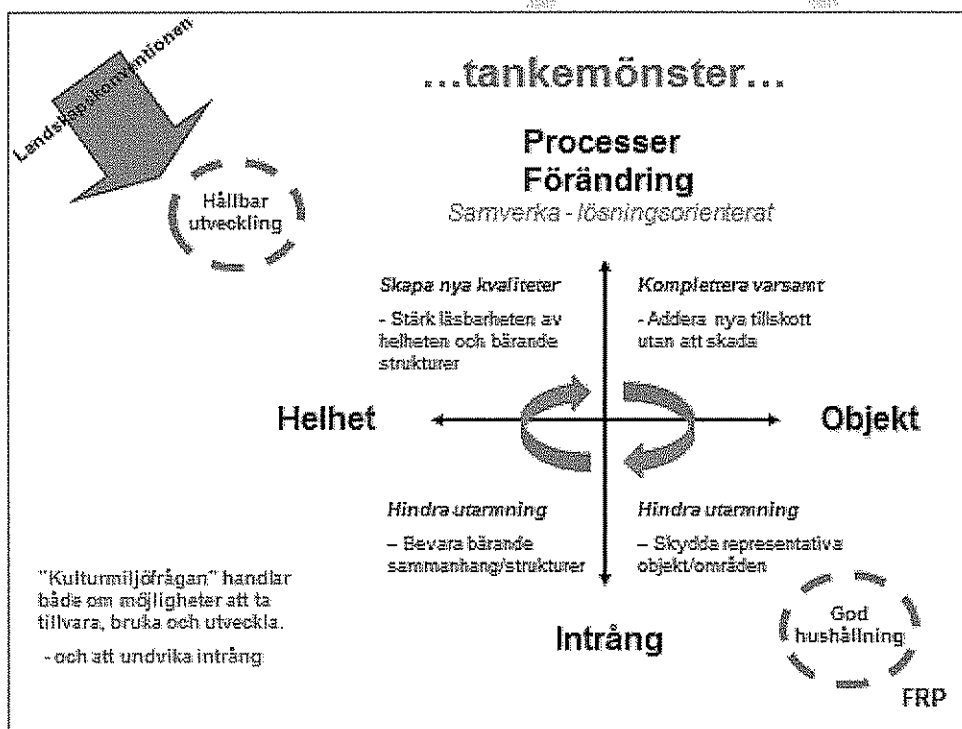 Landskapskonventionen
...tankemönster...
Processer
Förändring
Samverka - lösningsorienterat
Hållbar
utveckling
Skapa nya kvaliteter
- Stärk läsbarheten av
helheten och bärande
strukturer
Komplettera varsamt
- Addera nya tillskott
utan att skada
Helhet
Objekt
Hindra utarmning
– Bevara bärande
sammanhang/strukturer
Hindra utarmning
– Skydda representativa
objekt/områden
Intrång
"Kulturmiljöfrågan" handlar
både om möjligheter att ta
tillvara, bruka och utveckla.
- och att undvika intrång
God
hushållning
FRP